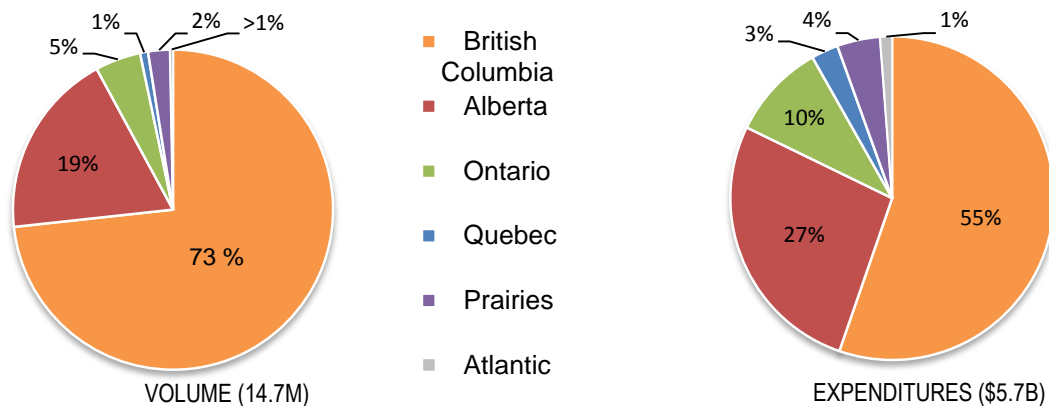 1%
2%
>1%
5%
19%
73 %
VOLUME (14.7M)
British
Columbia
Alberta
Ontario
Quebec
Prairies
Atlantic
3%
4%
1%
10%
27%
55%
EXPENDITURES ($5.7B)